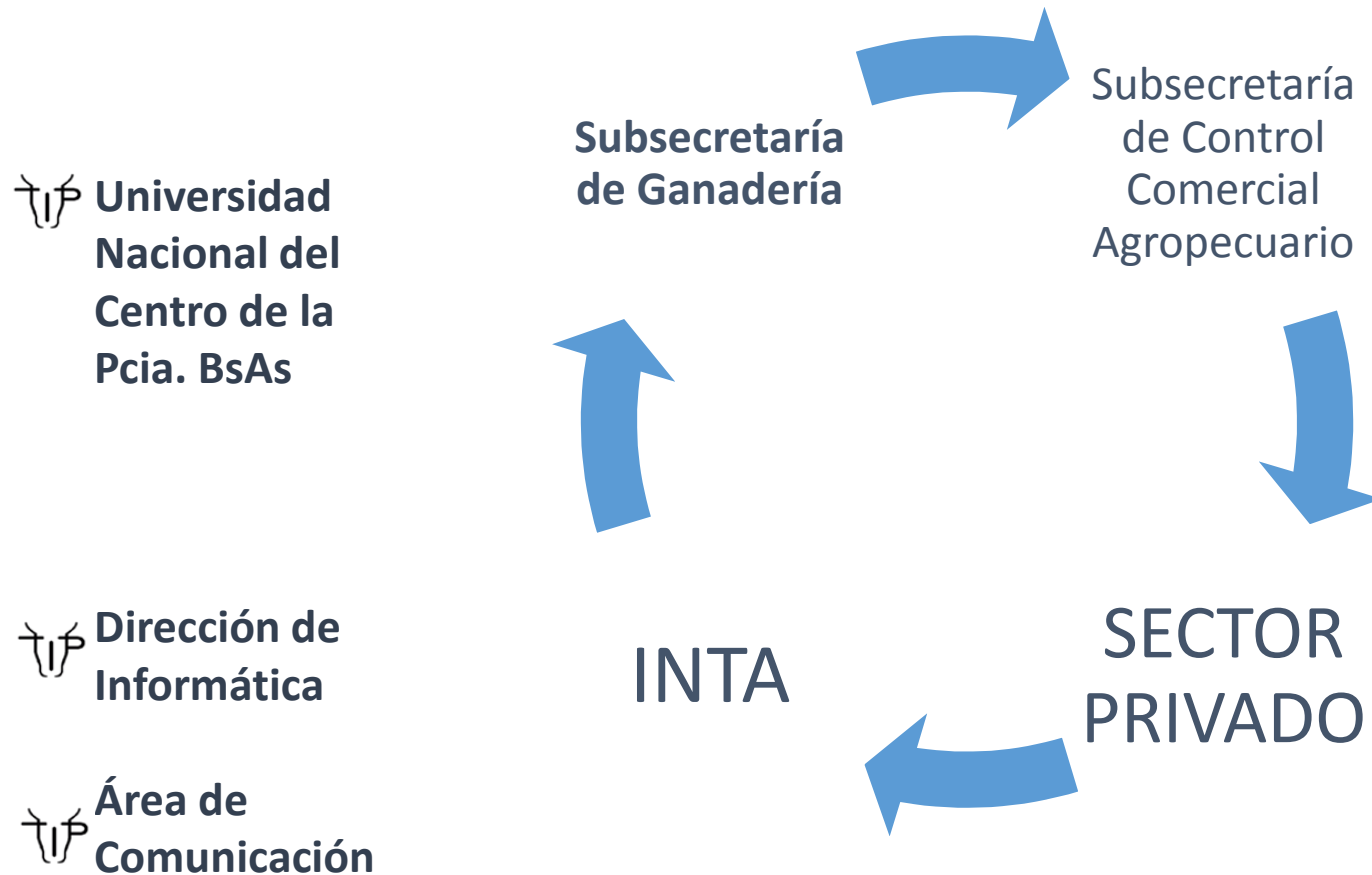 Universidad
Nacional del
Centro de la
Pcia. BsAs
Dirección de
Informática
Área de
Comunicación
Subsecretaría
de Ganadería
Subsecretaría
de Control
Comercial
Agropecuario
SECTOR
PRIVADO
INTA